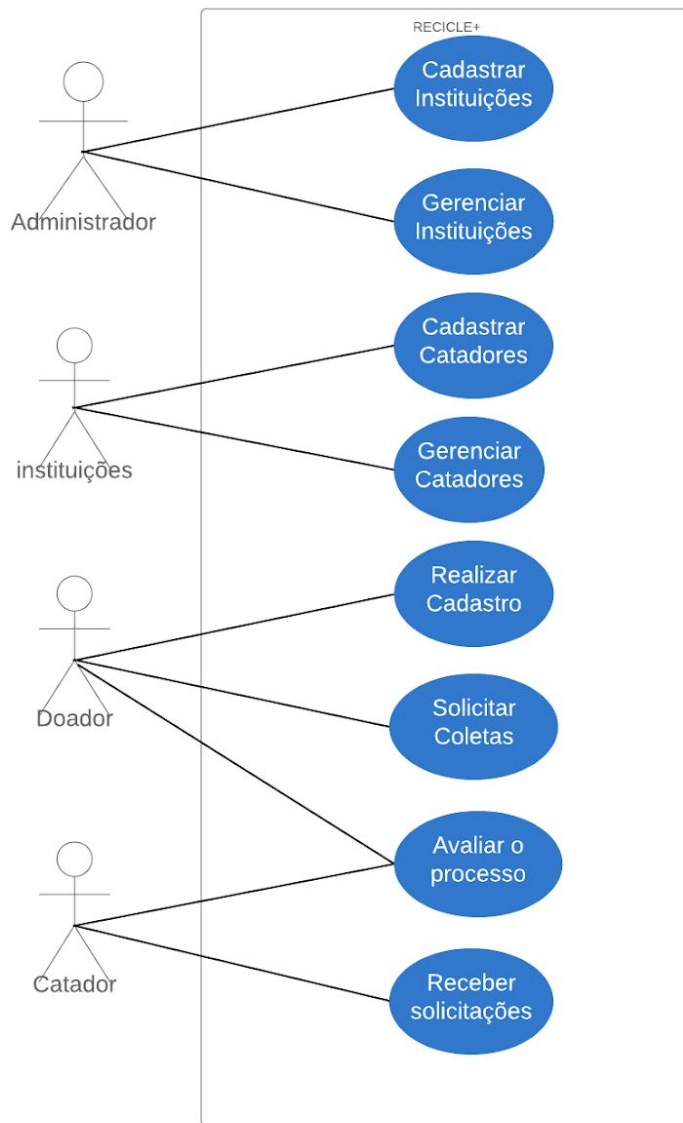 RECICLE+
Cadastrar
Instituições
Administrador
Gerenciar
Instituições
Cadastrar
Catadores
instituições
Gerenciar
Catadores
Realizar
Cadastro
Doador
Solicitar
Coletas
Avaliar o
processo
Catador
Receber
solicitações